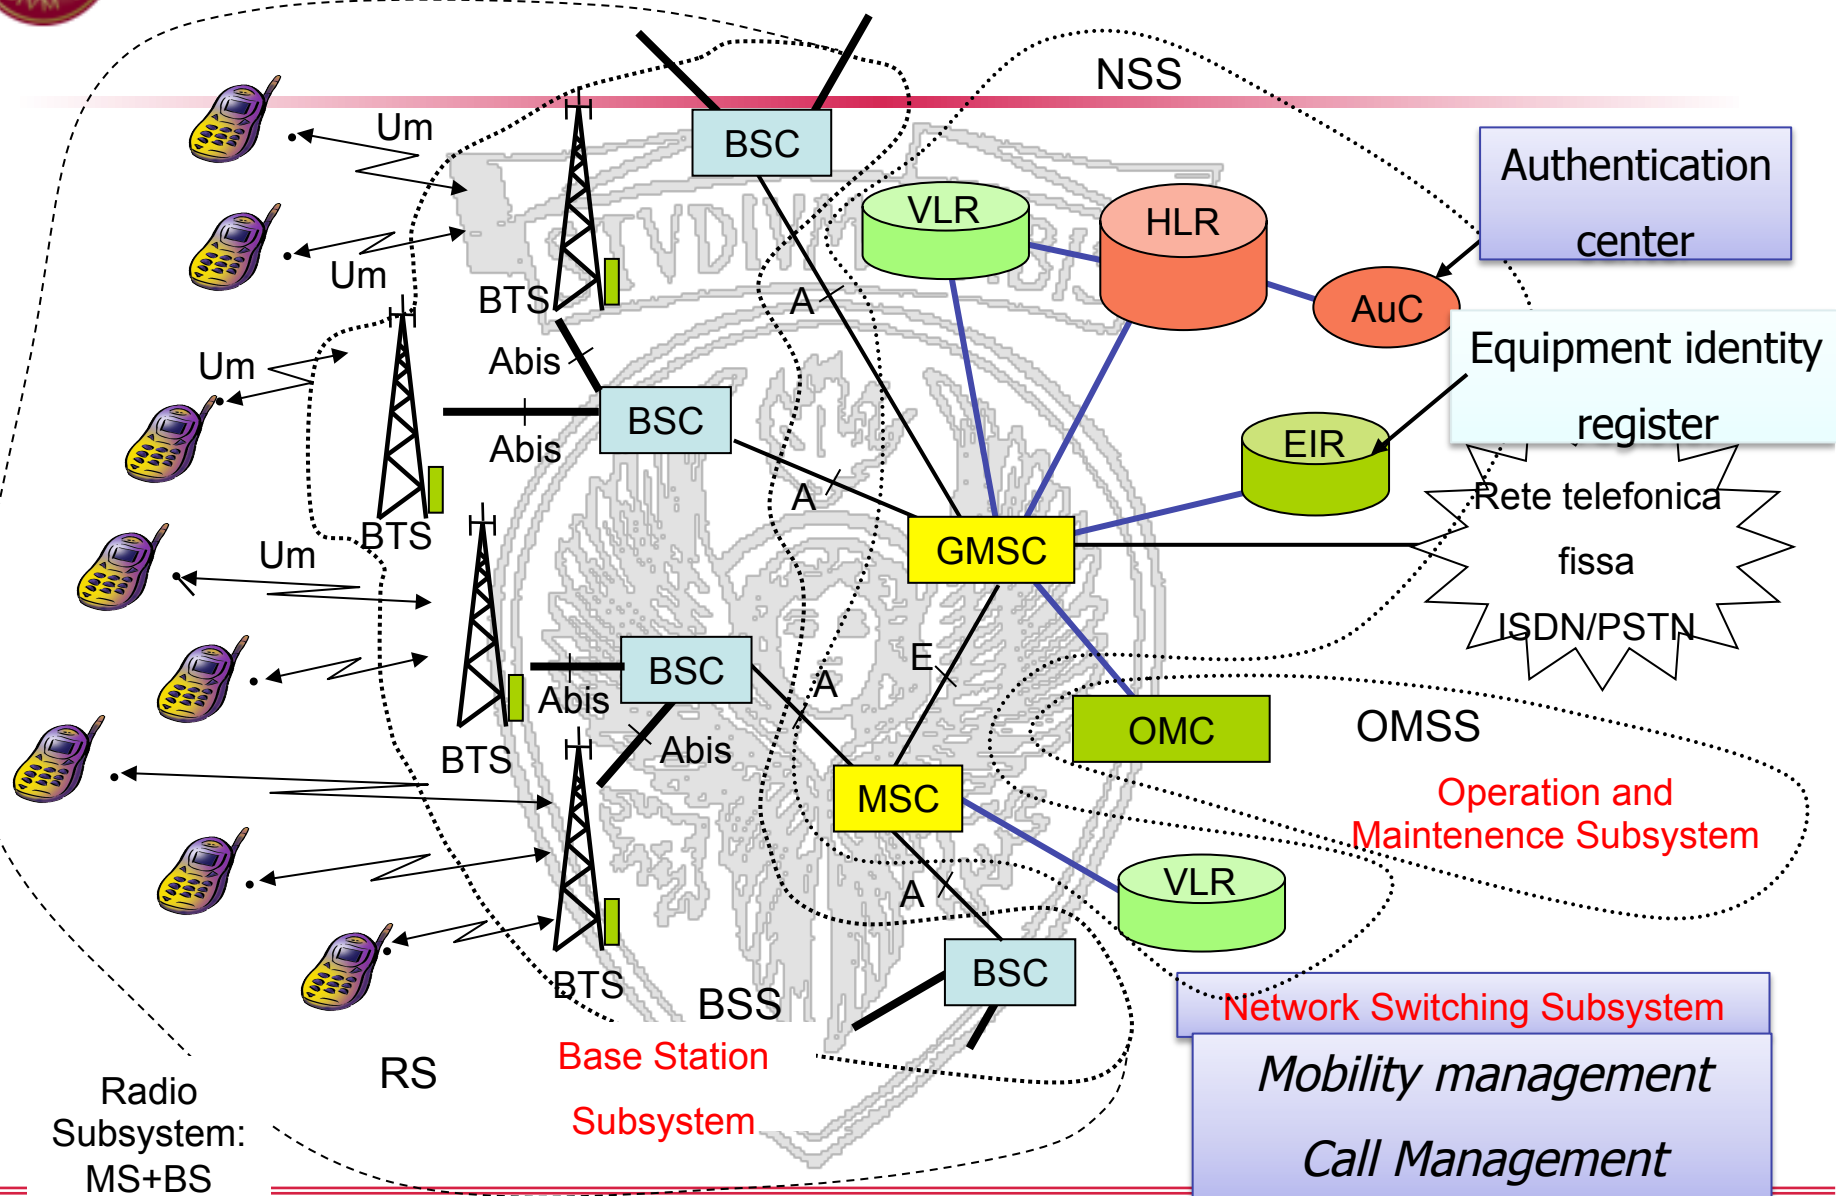 NSS
Um
BSC
Authentication
center
VLR
HLR
Um
BTS
A
AuC
Abis
Um
Equipment identity
register
BSC
Abis
EIR
A
Rete telefonica
fissa
ISDN/PSTN
BTS
Um
GMSC
BSC
Abis
A
E
OMC
OMSS
BTS
Abis
MSC
Operation and
Maintenence Subsystem
A
VLR
BTS
BSS
BSC
Network Switching Subsystem
Base Station
Subsystem
RS
Mobility management
Call Management
Radio
Subsystem:
MS+BS